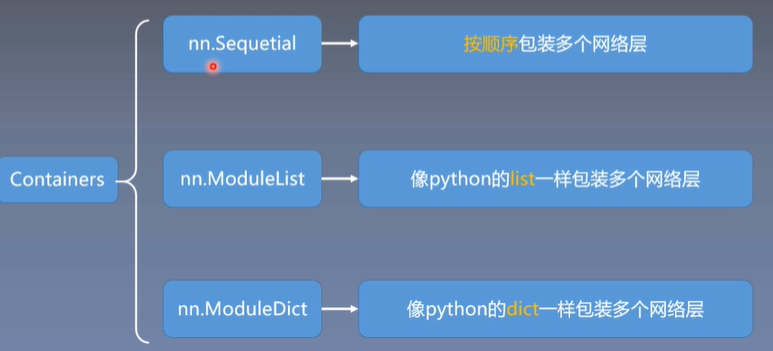 nn.Sequetial
按顺序包装多个网络层
Containers
nn.ModuleList
像python的list一样包装多个网络层
nn.ModuleDict
像python的dict一样包装多个网络层